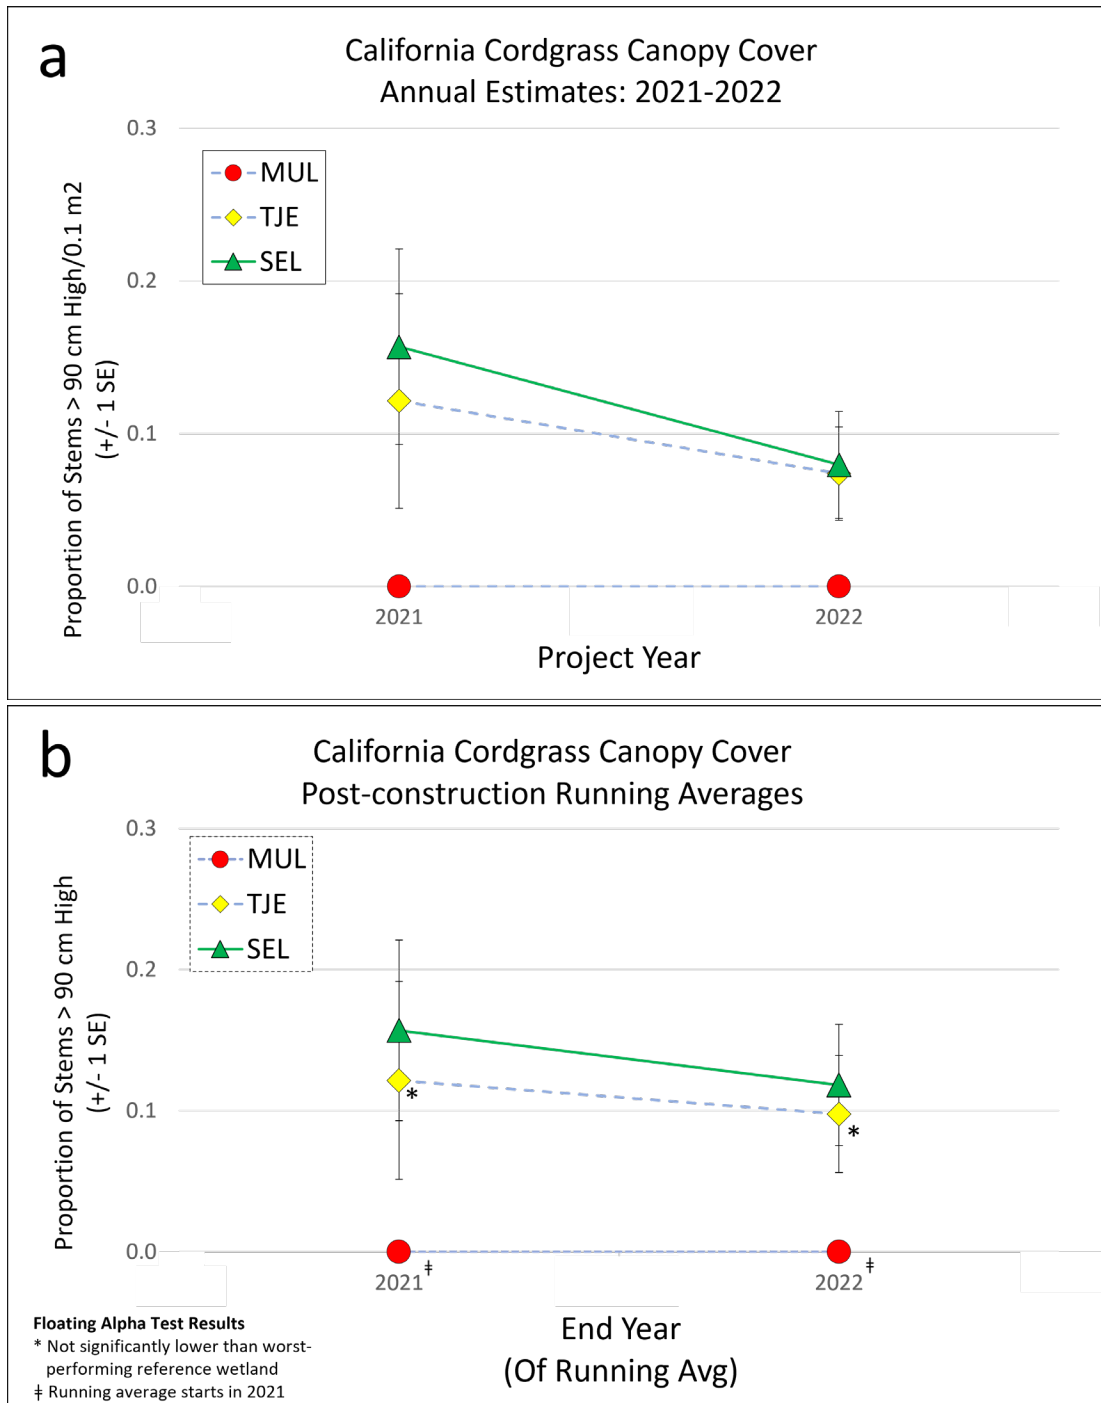 a
California Cordgrass Canopy Cover
Annual Estimates: 2021-2022
Proportion of Stems > 90 cm High/0.1 m2
(+/- 1 SE)
0.3
0.2
0.1
0.0
MUL
TJE
SEL
2021
2022
Project Year
b
California Cordgrass Canopy Cover
Post-construction Running Averages
Proportion of Stems > 90 cm High
(+/- 1 SE)
0.3
0.2
0.1
0.0
MUL
TJE
SEL
*
*
2021 ǂ
2022 ǂ
End Year
(Of Running Avg)
Floating Alpha Test Results
* Not significantly lower than worst-
performing reference wetland
ǂ Running average starts in 2021